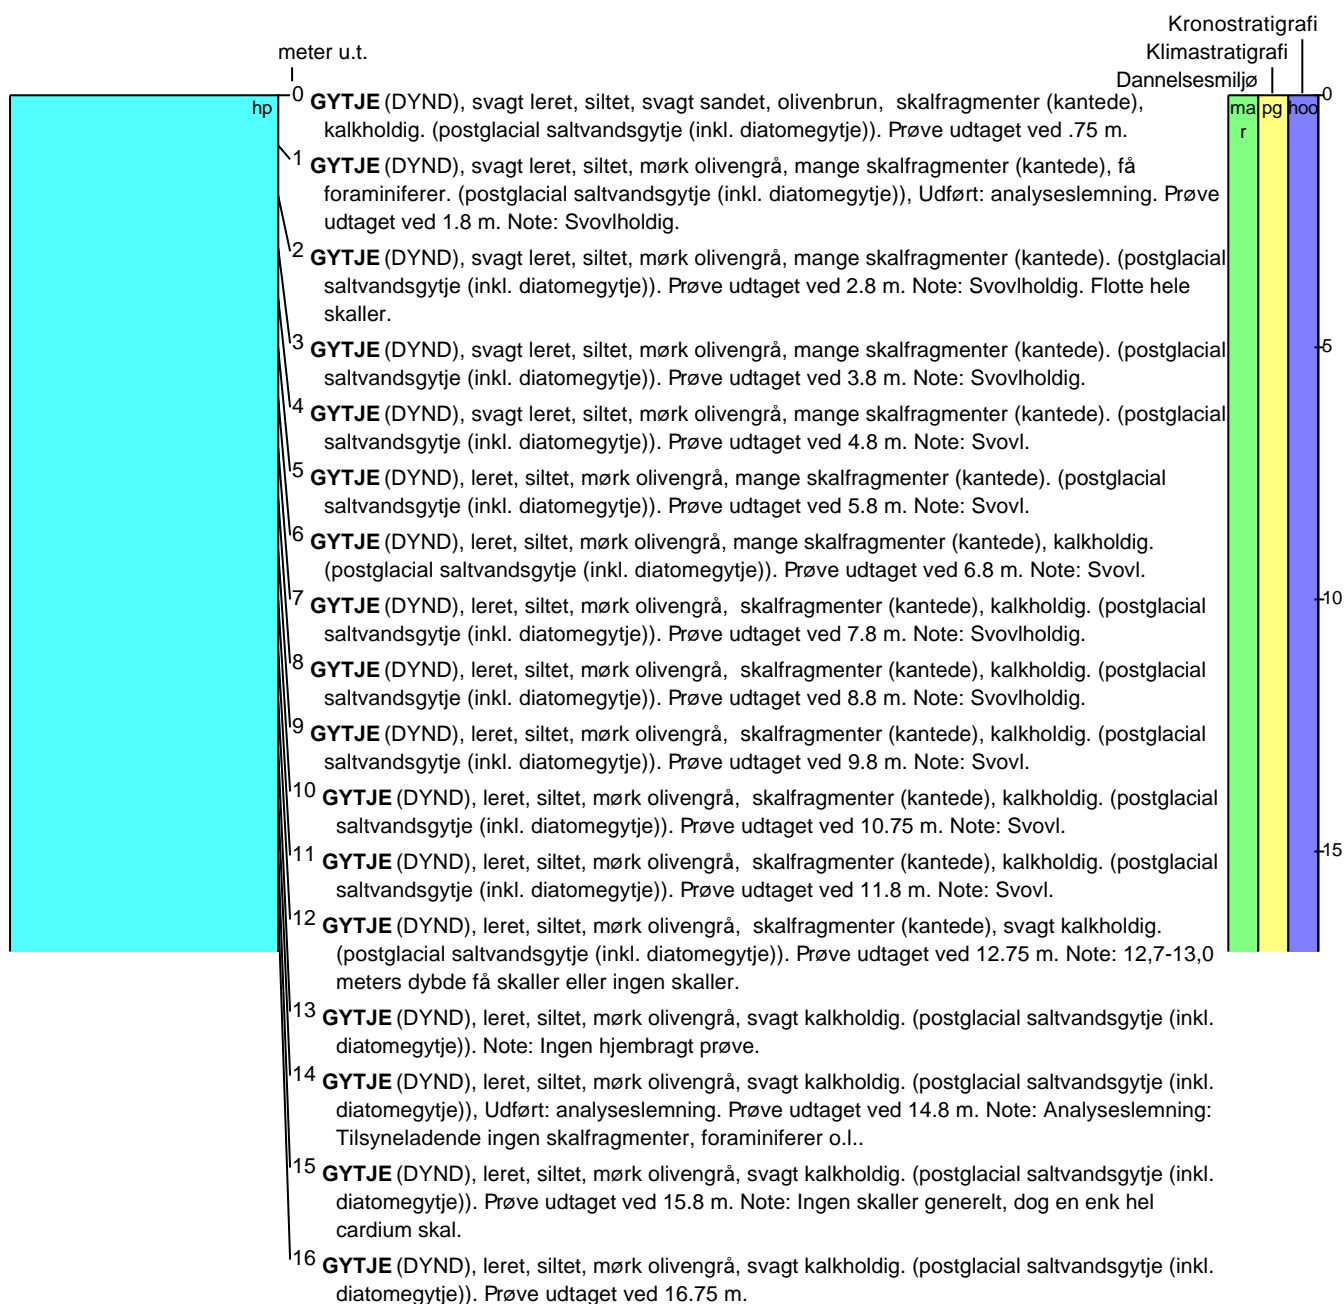 Kronostratigrafi
meter u.t.
Klimastratigrafi
Dannelsesmiljø
hp
ma
r
pg
hoo
0
5
10
15
0 GYTJE (DYND), svagt leret, siltet, svagt sandet, olivenbrun, skalfragmenter (kantede),
kalkholdig. (postglacial saltvandsgytje (inkl. diatomegytje)). Prøve udtaget ved .75 m.
1 GYTJE (DYND), svagt leret, siltet, mørk olivengrå, mange skalfragmenter (kantede), få
foraminiferer. (postglacial saltvandsgytje (inkl. diatomegytje)), Udført: analyseslemning. Prøve
udtaget ved 1.8 m. Note: Svovlholdig.
2 GYTJE (DYND), svagt leret, siltet, mørk olivengrå, mange skalfragmenter (kantede). (postglacial
saltvandsgytje (inkl. diatomegytje)). Prøve udtaget ved 2.8 m. Note: Svovlholdig. Flotte hele
skaller.
3 GYTJE (DYND), svagt leret, siltet, mørk olivengrå, mange skalfragmenter (kantede). (postglacial
saltvandsgytje (inkl. diatomegytje)). Prøve udtaget ved 3.8 m. Note: Svovlholdig.
4 GYTJE (DYND), svagt leret, siltet, mørk olivengrå, mange skalfragmenter (kantede). (postglacial
saltvandsgytje (inkl. diatomegytje)). Prøve udtaget ved 4.8 m. Note: Svovl.
5 GYTJE (DYND), leret, siltet, mørk olivengrå, mange skalfragmenter (kantede). (postglacial
saltvandsgytje (inkl. diatomegytje)). Prøve udtaget ved 5.8 m. Note: Svovl.
6 GYTJE (DYND), leret, siltet, mørk olivengrå, mange skalfragmenter (kantede), kalkholdig.
(postglacial saltvandsgytje (inkl. diatomegytje)). Prøve udtaget ved 6.8 m. Note: Svovl.
7 GYTJE (DYND), leret, siltet, mørk olivengrå, skalfragmenter (kantede), kalkholdig. (postglacial
saltvandsgytje (inkl. diatomegytje)). Prøve udtaget ved 7.8 m. Note: Svovlholdig.
8 GYTJE (DYND), leret, siltet, mørk olivengrå, skalfragmenter (kantede), kalkholdig. (postglacial
saltvandsgytje (inkl. diatomegytje)). Prøve udtaget ved 8.8 m. Note: Svovlholdig.
9 GYTJE (DYND), leret, siltet, mørk olivengrå, skalfragmenter (kantede), kalkholdig. (postglacial
saltvandsgytje (inkl. diatomegytje)). Prøve udtaget ved 9.8 m. Note: Svovl.
10 GYTJE (DYND), leret, siltet, mørk olivengrå, skalfragmenter (kantede), kalkholdig. (postglacial
saltvandsgytje (inkl. diatomegytje)). Prøve udtaget ved 10.75 m. Note: Svovl.
11 GYTJE (DYND), leret, siltet, mørk olivengrå, skalfragmenter (kantede), kalkholdig. (postglacial
saltvandsgytje (inkl. diatomegytje)). Prøve udtaget ved 11.8 m. Note: Svovl.
12 GYTJE (DYND), leret, siltet, mørk olivengrå, skalfragmenter (kantede), svagt kalkholdig.
(postglacial saltvandsgytje (inkl. diatomegytje)). Prøve udtaget ved 12.75 m. Note: 12,7-13,0
meters dybde få skaller eller ingen skaller.
13 GYTJE (DYND), leret, siltet, mørk olivengrå, svagt kalkholdig. (postglacial saltvandsgytje (inkl.
diatomegytje)). Note: Ingen hjembragt prøve.
14 GYTJE (DYND), leret, siltet, mørk olivengrå, svagt kalkholdig. (postglacial saltvandsgytje (inkl.
diatomegytje)), Udført: analyseslemning. Prøve udtaget ved 14.8 m. Note: Analyseslemning:
Tilsyneladende ingen skalfragmenter, foraminiferer o.l..
15 GYTJE (DYND), leret, siltet, mørk olivengrå, svagt kalkholdig. (postglacial saltvandsgytje (inkl.
diatomegytje)). Prøve udtaget ved 15.8 m. Note: Ingen skaller generelt, dog en enk hel
cardium skal.
16 GYTJE (DYND), leret, siltet, mørk olivengrå, svagt kalkholdig. (postglacial saltvandsgytje (inkl.
diatomegytje)). Prøve udtaget ved 16.75 m.